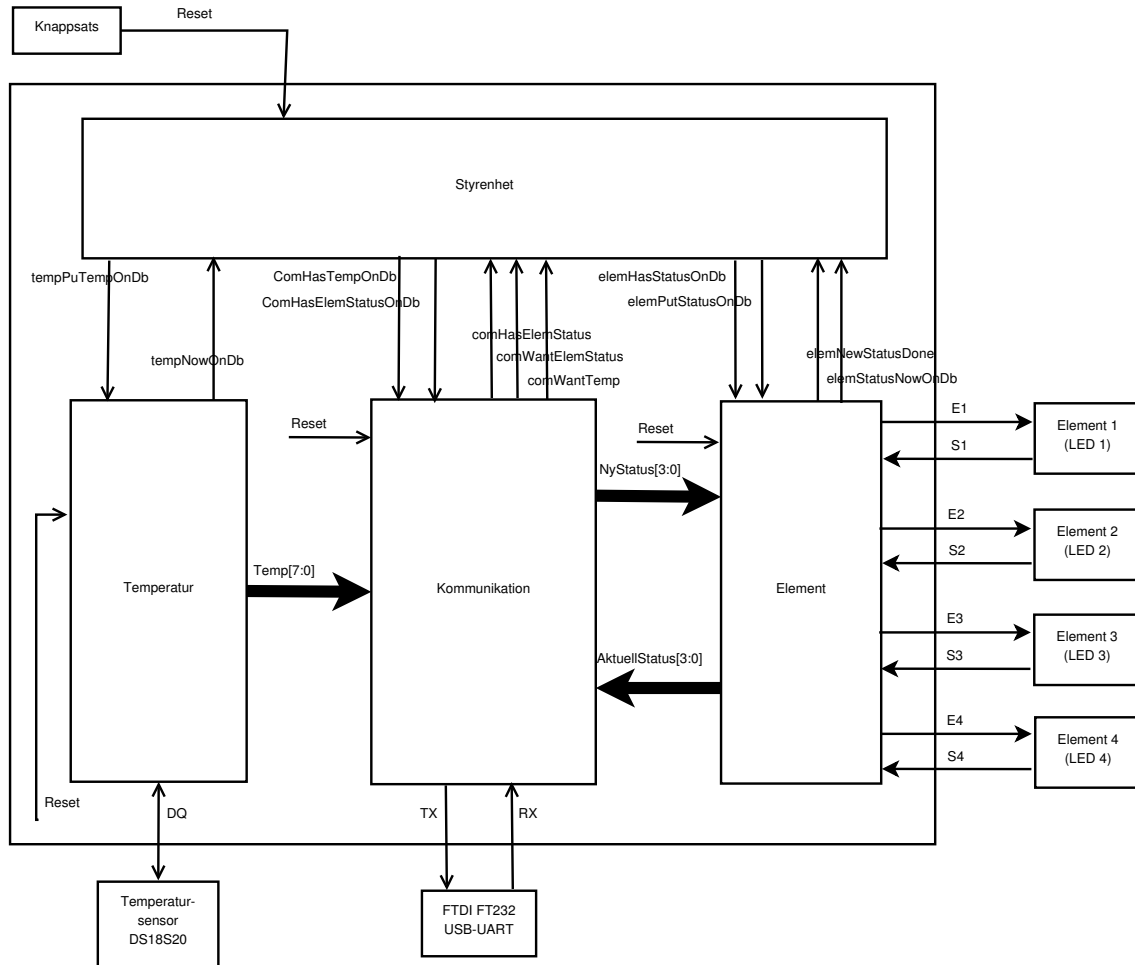 Knappsats
Reset
Styrenhet
tempPuTempOnDb
ComHasTempOnDb
ComHasElemStatusOnDb
elemHasStatusOnDb
elemPutStatusOnDb
tempNowOnDb
comHasElemStatus
comWantElemStatus
comWantTemp
elemNewStatusDone
elemStatusNowOnDb
Reset
Reset
NyStatus[3:0]
Temp[7:0]
Temperatur
Kommunikation
Element
AktuellStatus[3:0]
E1
S1
Element 1
(LED 1)
E2
S2
Element 2
(LED 2)
E3
S3
Element 3
(LED 3)
E4
S4
Element 4
(LED 4)
Reset
DQ
TX
RX
Temperatur-
sensor
DS18S20
FTDI FT232
USB-UART